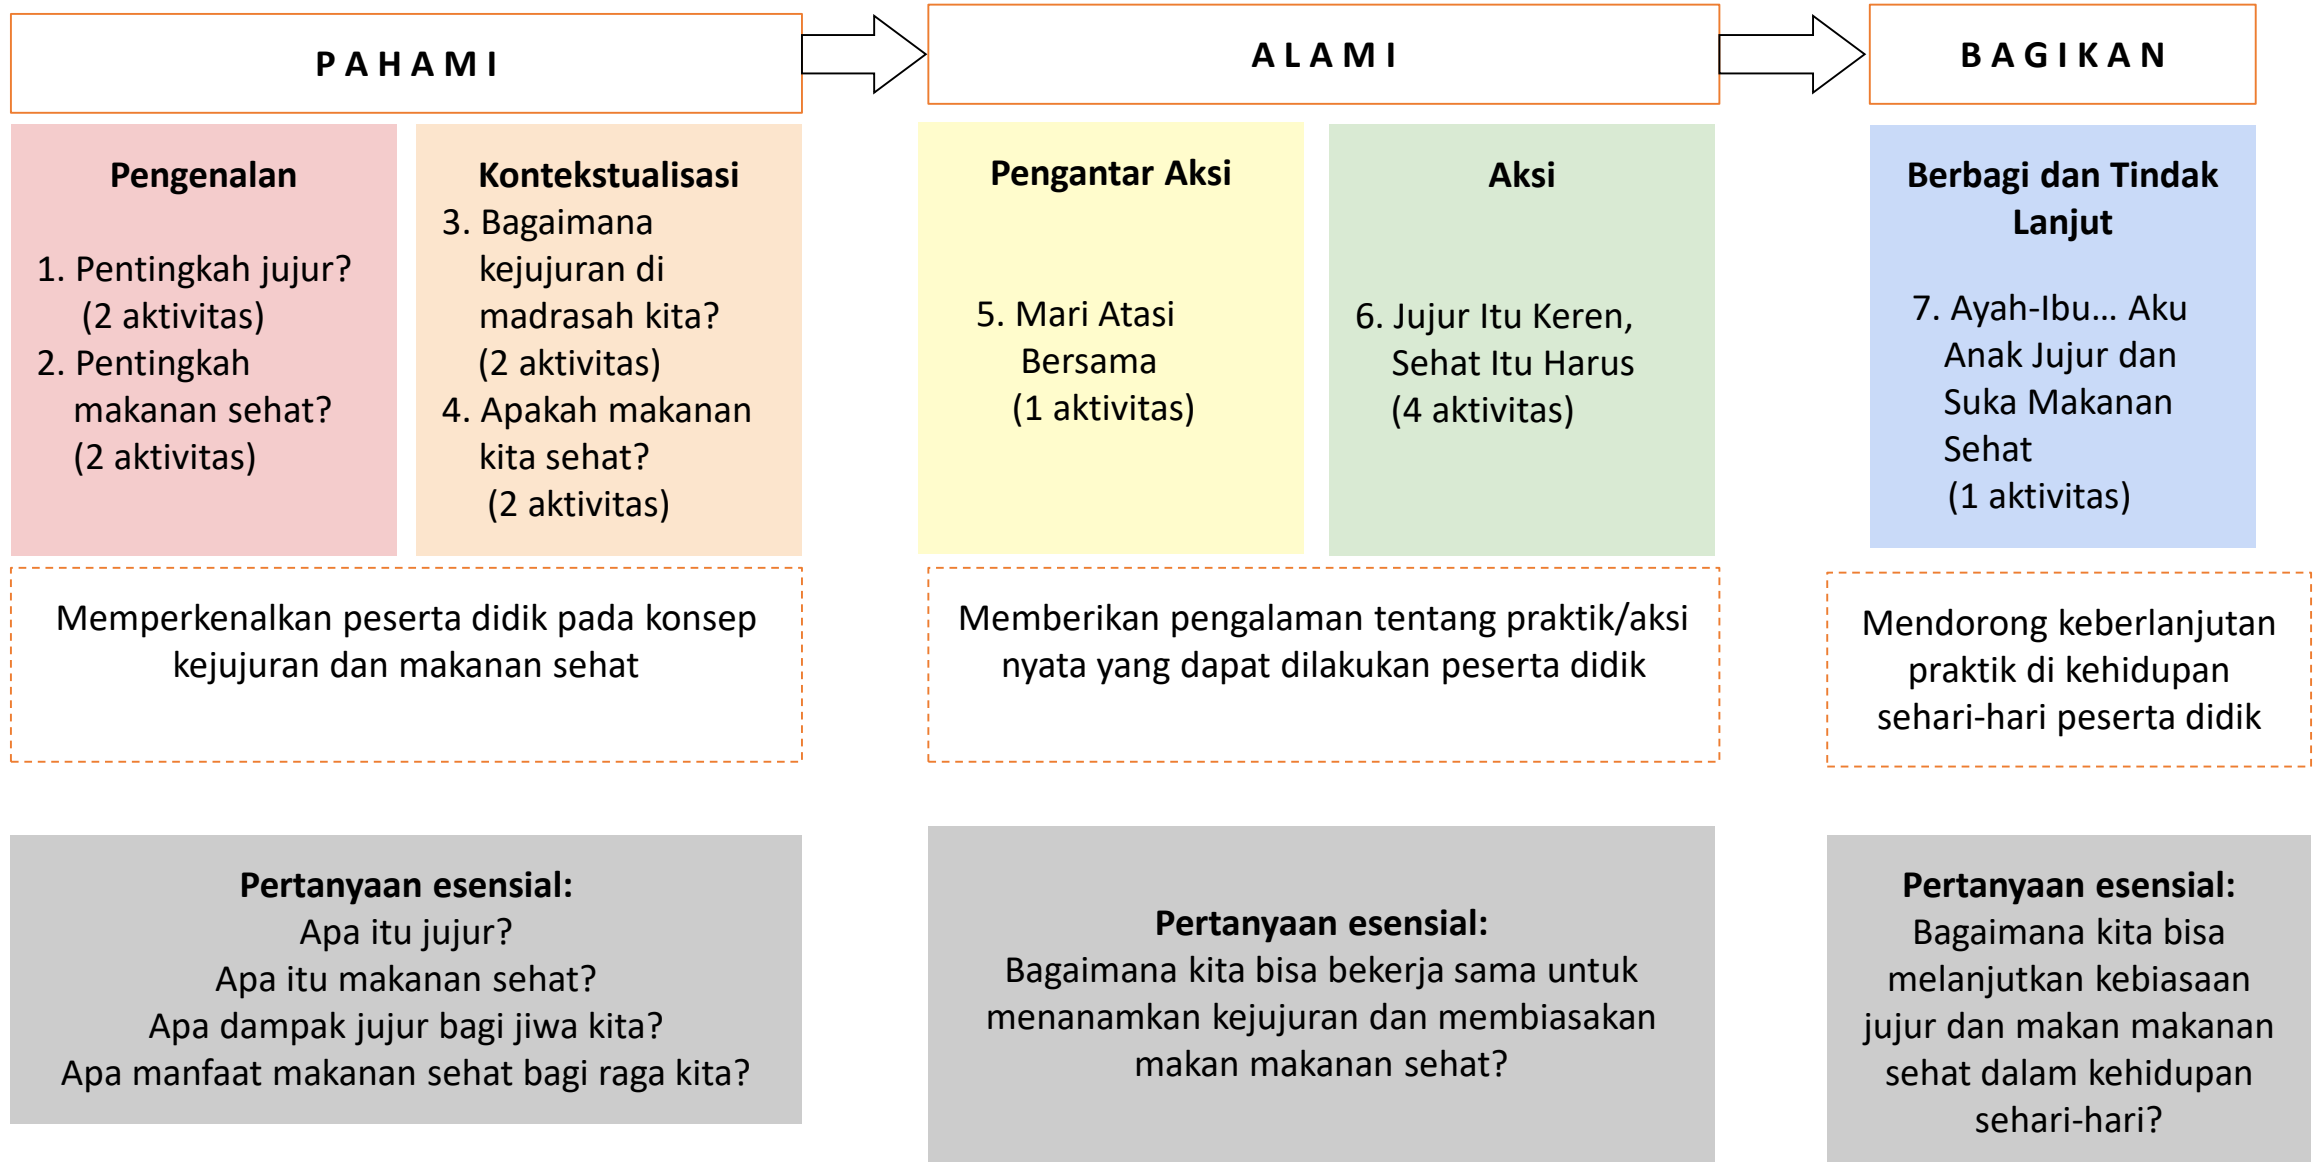 PAHAMI
ALAMI
BAGIKAN
Pengenalan
1. Pentingkah jujur?
(2 aktivitas)
2. Pentingkah
makanan sehat?
(2 aktivitas)
Kontekstualisasi
3. Bagaimana
kejujuran di
madrasah kita?
(2 aktivitas)
4. Apakah makanan
kita sehat?
(2 aktivitas)
Pengantar Aksi
5. Mari Atasi
Bersama
(1 aktivitas)
Aksi
6. Jujur Itu Keren,
Sehat Itu Harus
(4 aktivitas)
Berbagi dan Tindak
Lanjut
7. Ayah-Ibu... Aku
Anak Jujur dan
Suka Makanan
Sehat
(1 aktivitas)
Memperkenalkan peserta didik pada konsep
kejujuran dan makanan sehat
Memberikan pengalaman tentang praktik/aksi
nyata yang dapat dilakukan peserta didik
Mendorong keberlanjutan
praktik di kehidupan
sehari-hari peserta didik
Pertanyaan esensial:
Apa itu jujur?
Apa itu makanan sehat?
Apa dampak jujur bagi jiwa kita?
Apa manfaat makanan sehat bagi raga kita?
Pertanyaan esensial:
Bagaimana kita bisa bekerja sama untuk
menanamkan kejujuran dan membiasakan
makan makanan sehat?
Pertanyaan esensial:
Bagaimana kita bisa
melanjutkan kebiasaan
jujur dan makan makanan
sehat dalam kehidupan
sehari-hari?